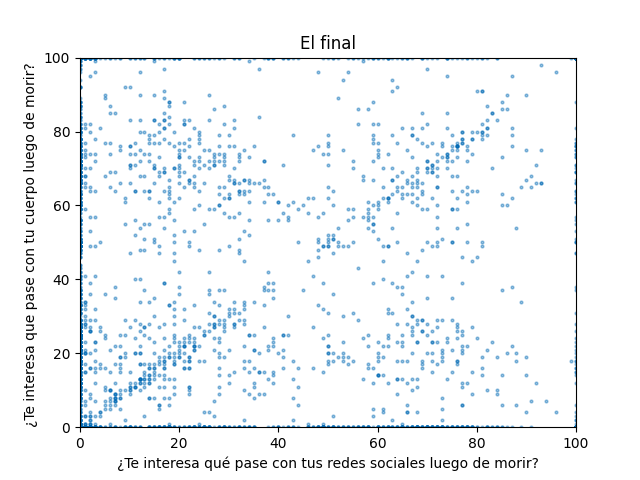 El final
¿Te interesa que pase con tu cuerpo luego de morir?
100
80
60
40
20
0
0 20 40 60 80 100
¿Te interesa qué pase con tus redes sociales luego de morir?